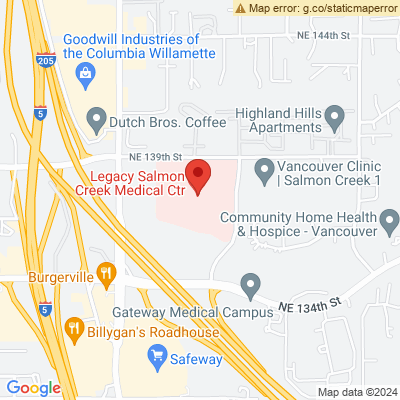 Map error: g.co/staticmaperror
NE 144th St
Goodwill Industries of
the Columbia Willamette
205
5
Dutch Bros. Coffee
Highland Hills
Apartments
NE 139th St
Legacy Salmon
Creek Medical Ctr
Vancouver Clinic
| Salmon Creek 1
Community Home Health
& Hospice - Vancouver
Burgerville
NE 134th St
5
Gateway Medical Campus
Billygan's Roadhouse
Safeway
Google
Map data ©2024